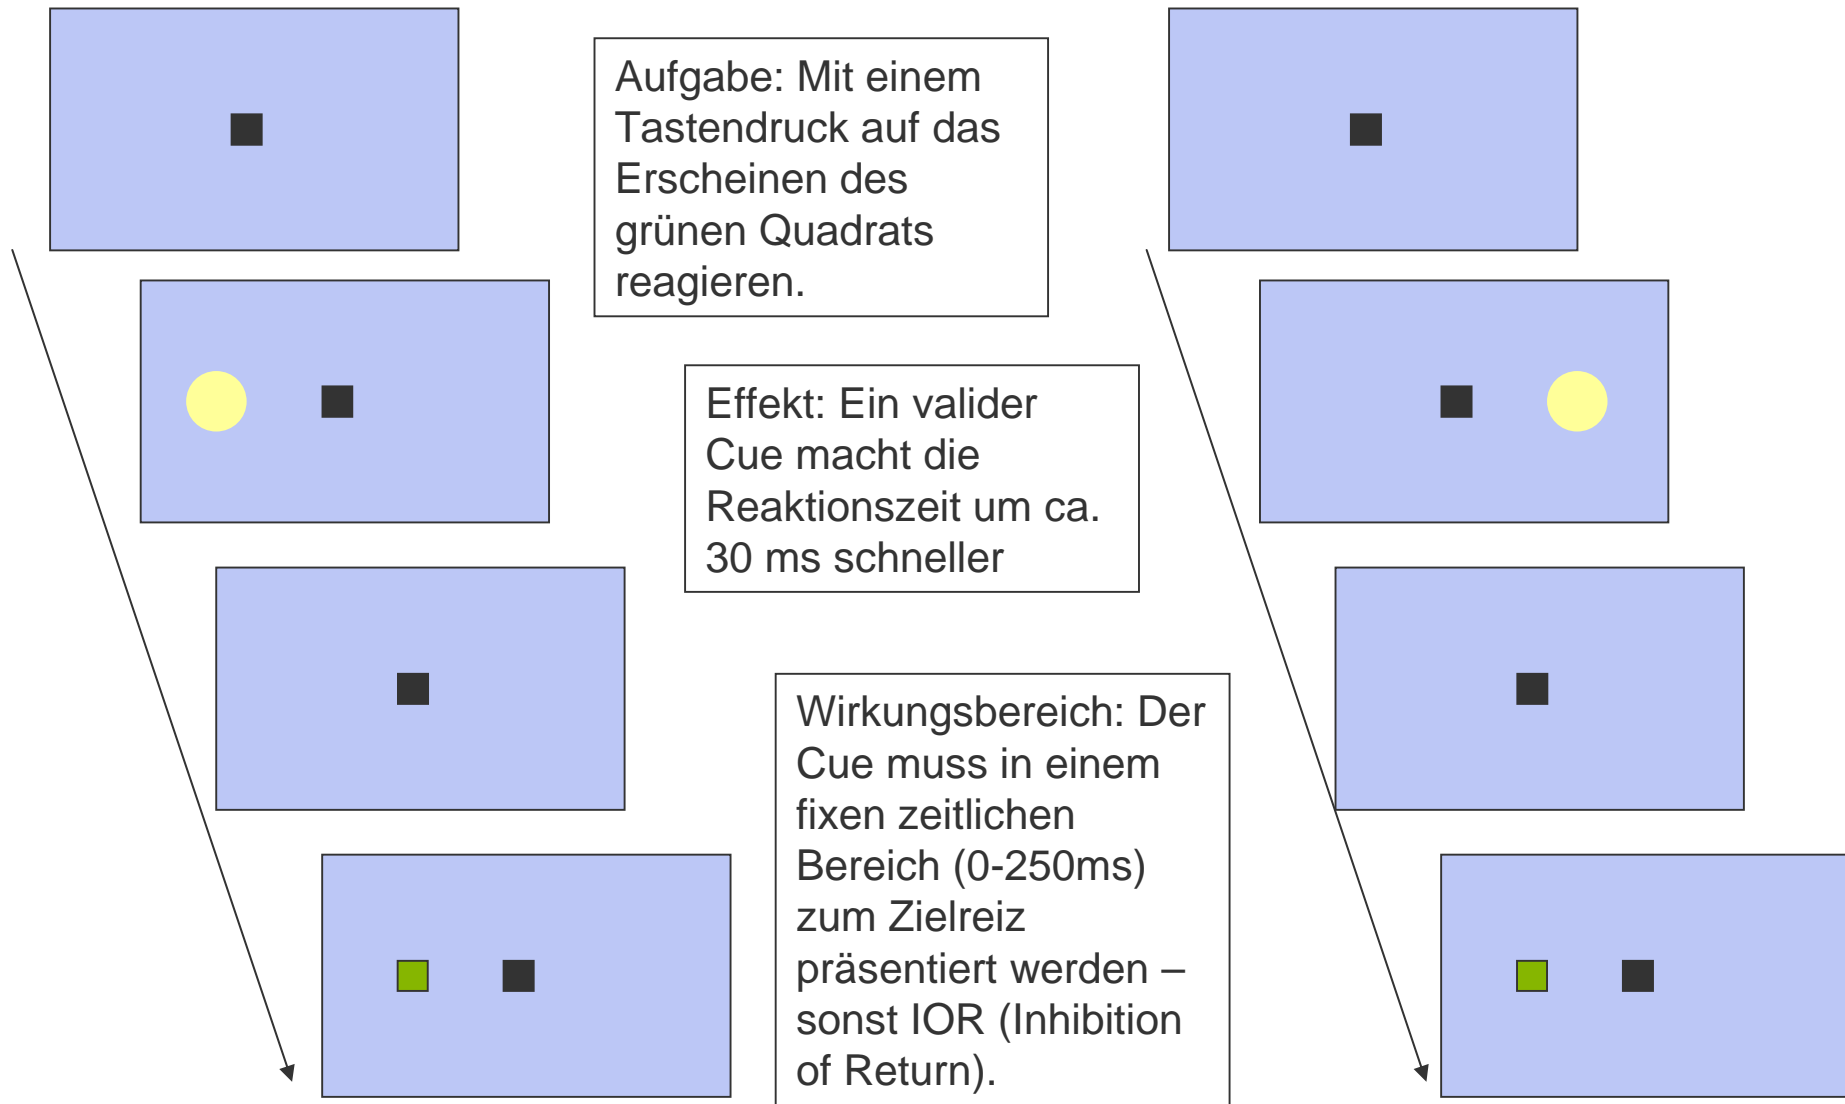 Aufgabe: Mit einem
Tastendruck auf das
Erscheinen des
grünen Quadrats
reagieren.
Effekt: Ein valider
Cue macht die
Reaktionszeit um ca.
30 ms schneller
Wirkungsbereich: Der
Cue muss in einem
fixen zeitlichen
Bereich (0-250ms)
zum Zielreiz
präsentiert werden –
sonst IOR (Inhibition
of Return).